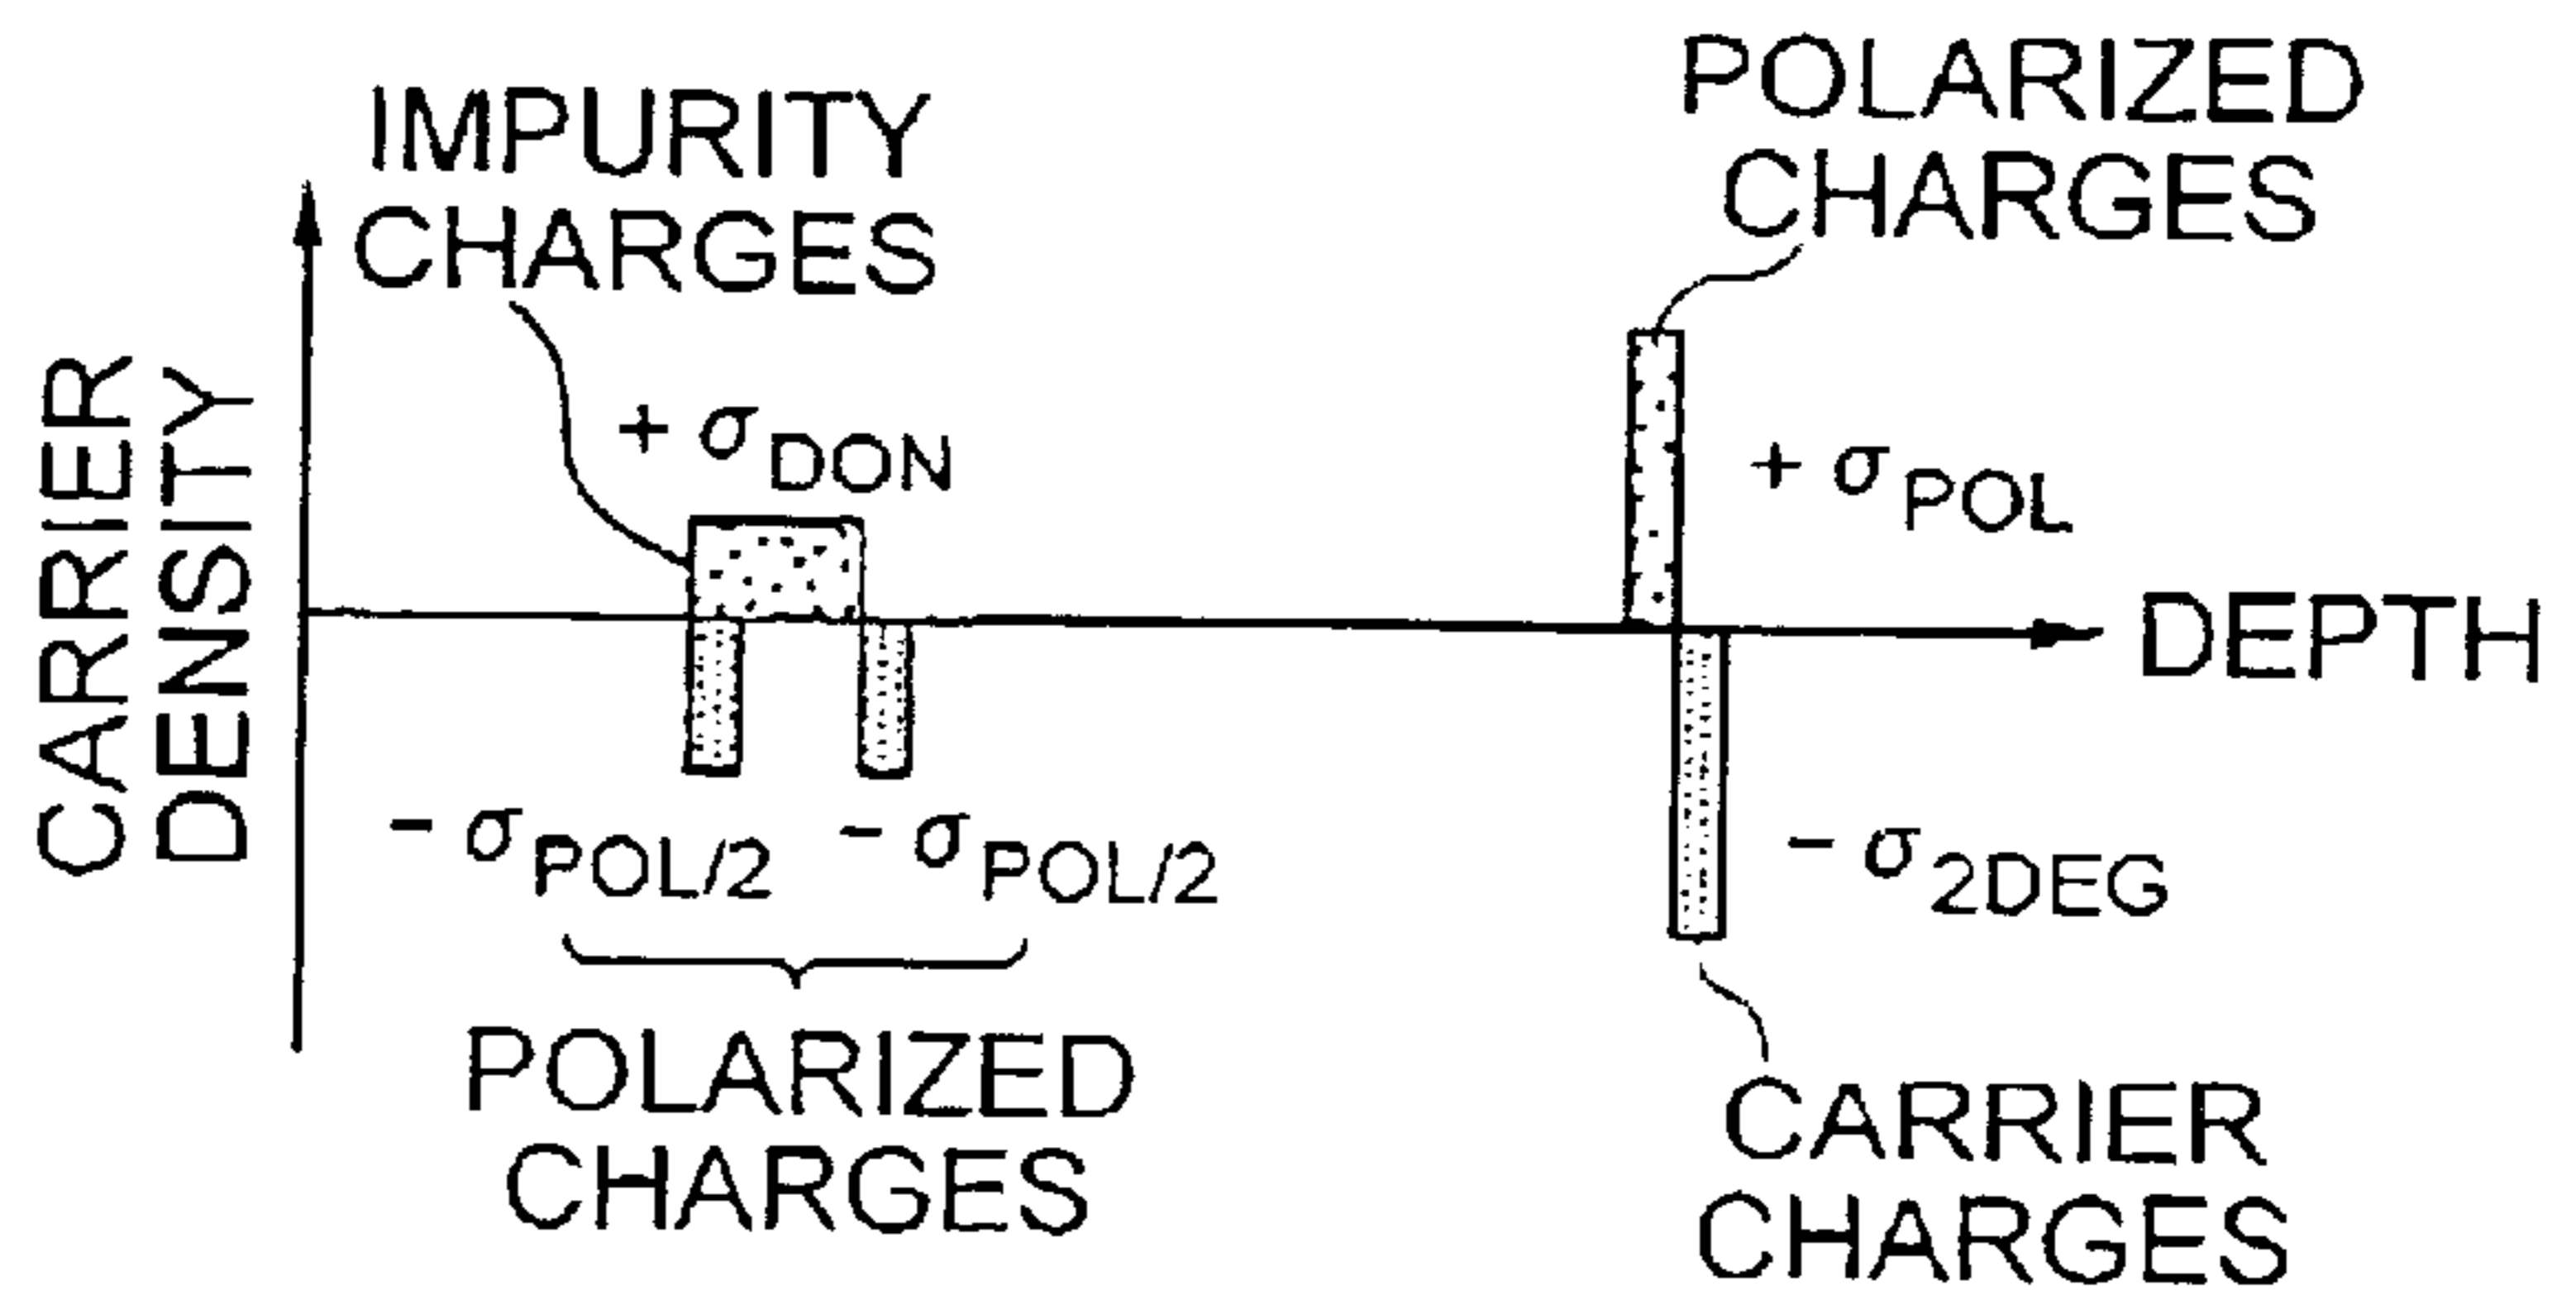 IMPURITY
CHARGES
POLARIZED
CHARGES
CARRIER
DENSITY
+ σDON
+ σPOL
DEPTH
- σPOL/2
- σPOL/2
- σ2DEG
POLARIZED
CHARGES
CARRIER
CHARGES